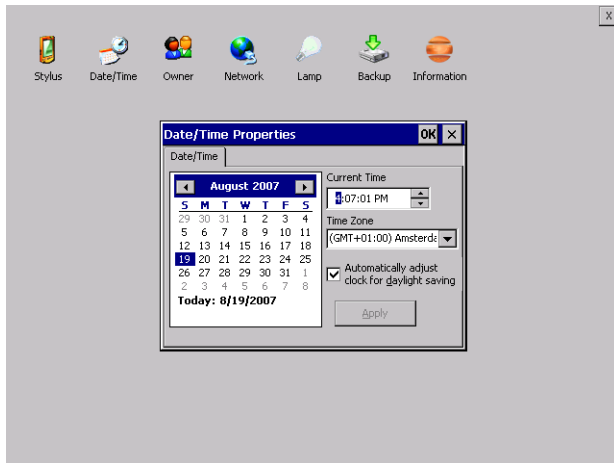 X
Stylus Date/Time Owner Network Lamp Backup Information
Date/Time Properties OK ×
Date/Time
August 2007
S M T W T F S
29 30 31 1 2 3 4
5 6 7 8 9 10 11
12 13 14 15 16 17 18
19 20 21 22 23 24 25
26 27 28 29 30 31 1
2 3 4 5 6 7 8
Today: 8/19/2007
Current Time
4:07:01 PM
Time Zone
(GMT+01:00) Amsterda
Automatically adjust
clock for daylight saving
Apply